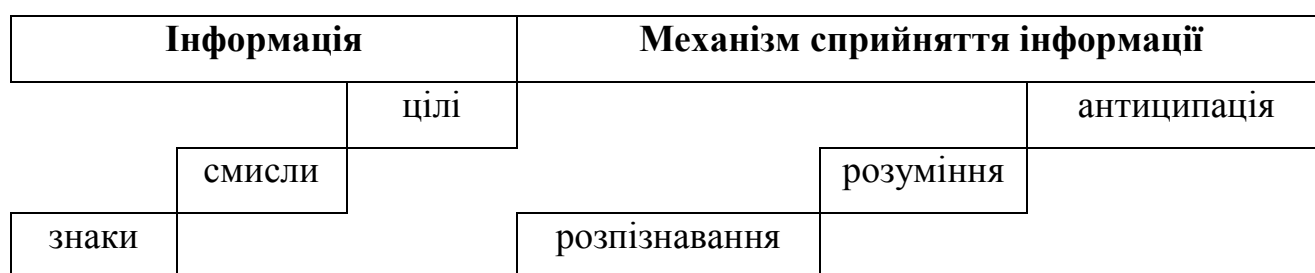 Інформація Механізм сприйняття інформації
цілі антиципація
смисли розуміння
знаки розпізнавання